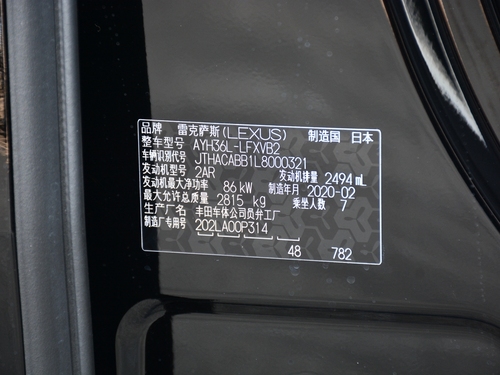 品牌 雷克萨斯(LEXUS) 制造国 日本
整车型号 AYH36L-LFXVB2
车辆识别代号 JTHACABB1L8000321
发动机型号 2AR 发动机排量 2494 mL
发动机最大净功率 86 kW 制造年月 2020-02
最大允许总质量 2815 kg 乘坐人数 7
生产厂名 丰田车体公司员弁工厂
制造厂专用号 202LA00P314
48 782